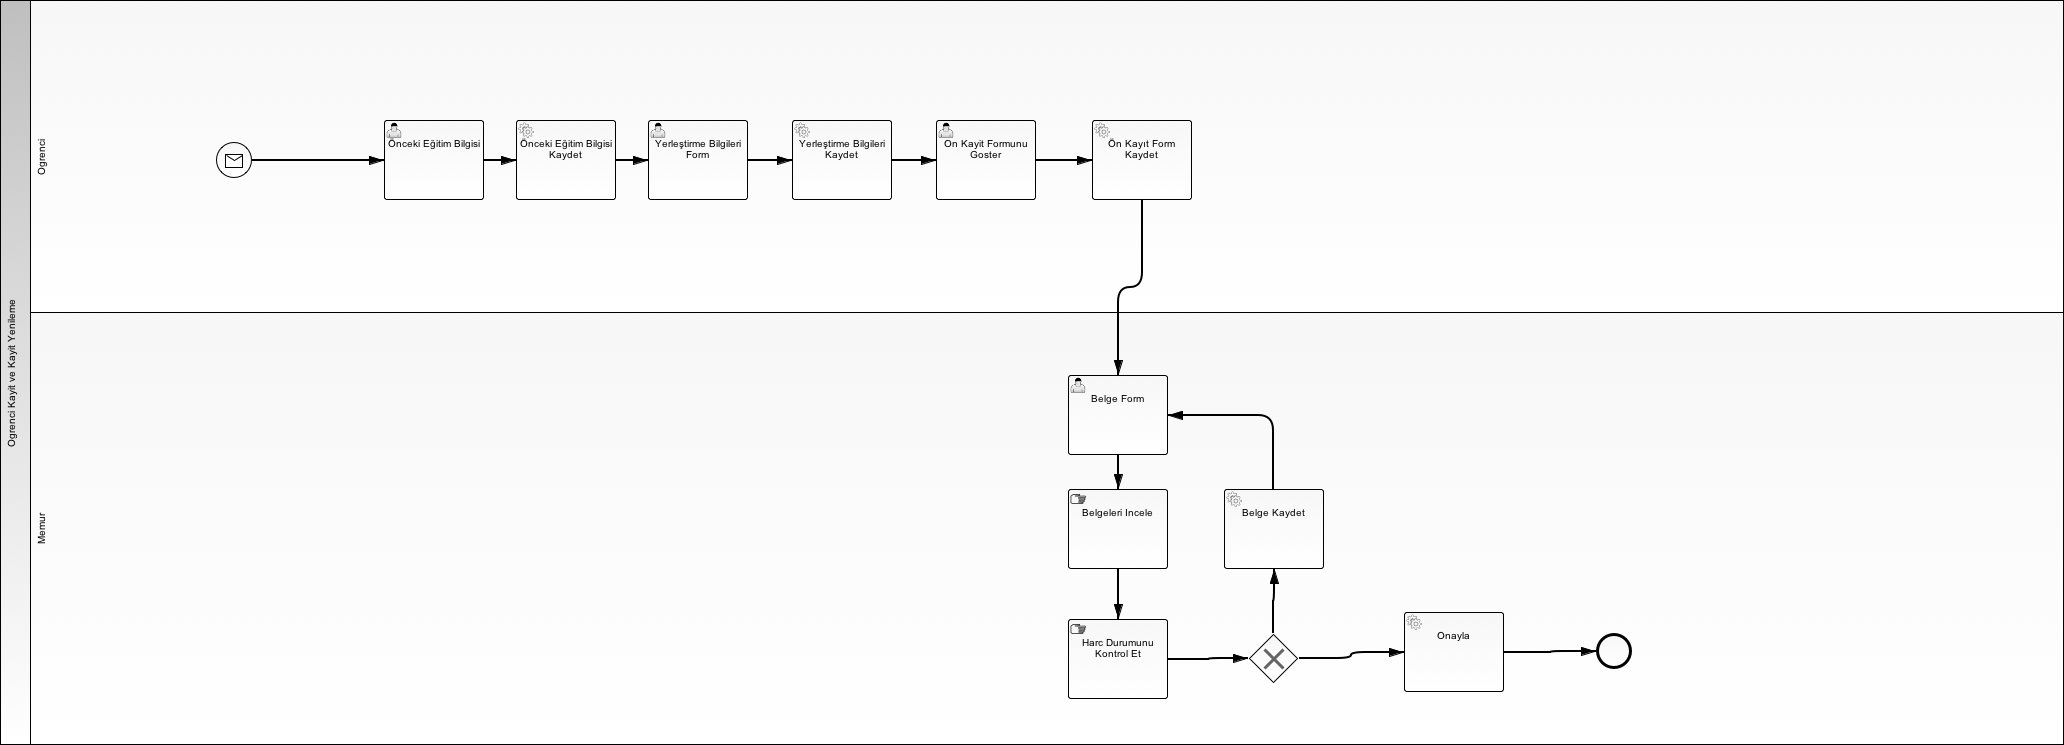 Ogrenci Kayit ve Kayit Yenileme
Ogrenci
Önceki Eğitim Bilgisi
Önceki Eğitim Bilgisi
Kaydet
Yerleştirme Bilgileri
Form
Yerleştirme Bilgileri
Kaydet
On Kayit Formunu
Goster
Ön Kayıt Form
Kaydet
Memur
Belge Form
Belgeleri Incele
Belge Kaydet
Harc Durumunu
Kontrol Et
Onayla